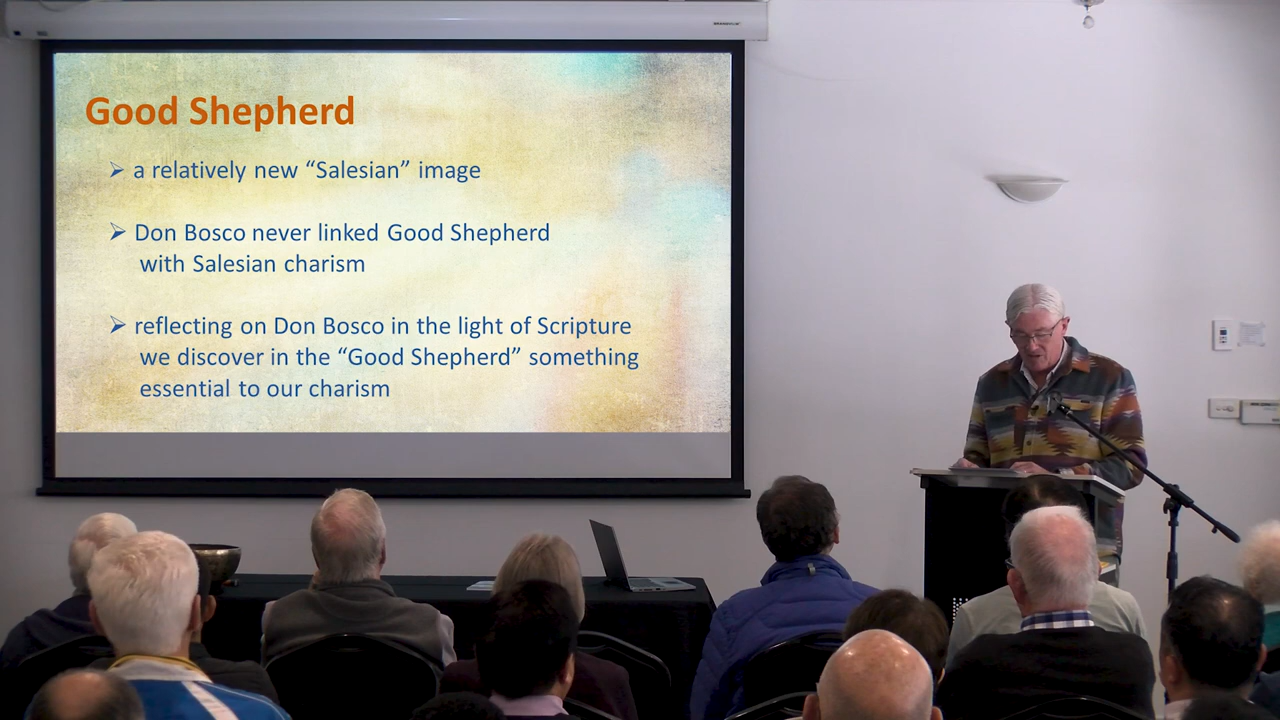 Good Shepherd
➢ a relatively new “Salesian” image
➢ Don Bosco never linked Good Shepherd
with Salesian charism
➢ reflecting on Don Bosco in the light of Scripture
we discover in the “Good Shepherd” something
essential to our charism